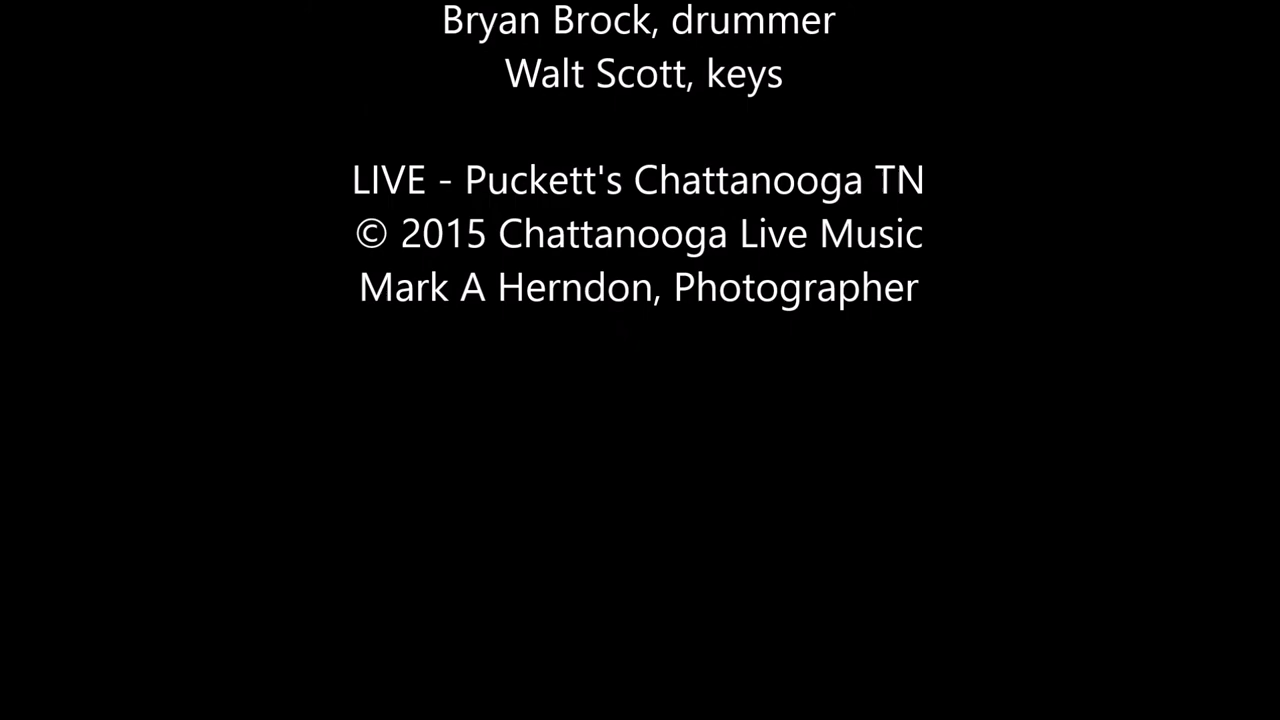 Bryan Brock, drummer
Walt Scott, keys
LIVE - Puckett's Chattanooga TN
© 2015 Chattanooga Live Music
Mark A Herndon, Photographer